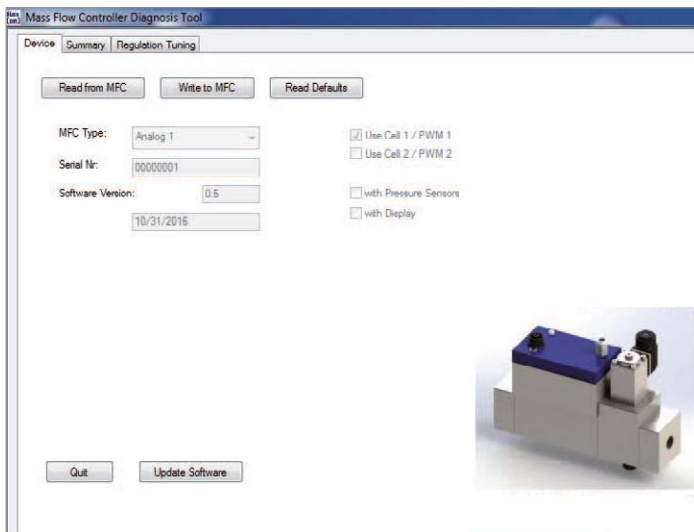 Mass Flow Controller Diagnosis Tool
Device Summary Regulation Tuning
Read from MFC Write to MFC Read Defaults
MFC Type: Analog 1 Use Cell 1 / PWM 1
Use Cell 2 / PWM 2
Serial Nr: 00000001
Software Version: 0.5 with Pressure Sensors
10/31/2016 with Display
Quit Update Software